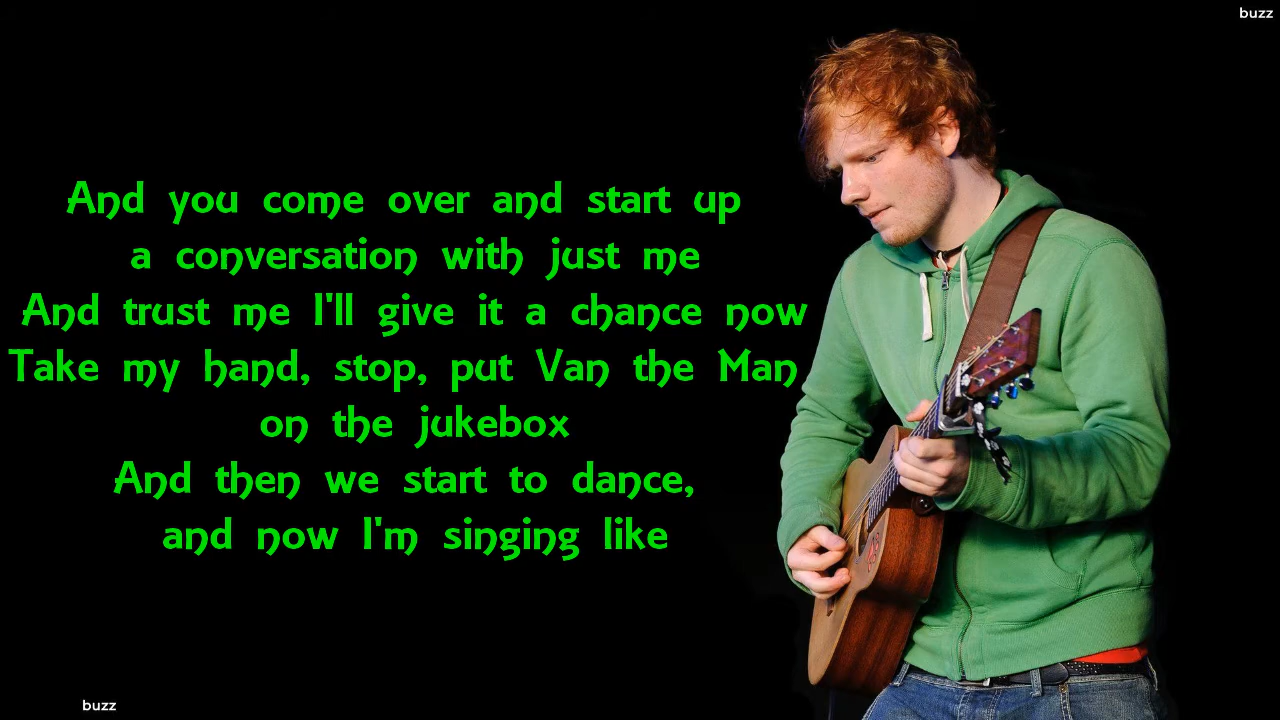 buzz
And you come over and start up
a conversation with just me
And trust me I'll give it a chance now
Take my hand, stop, put Van the Man
on the jukebox
And then we start to dance,
and now I'm singing like
buzz